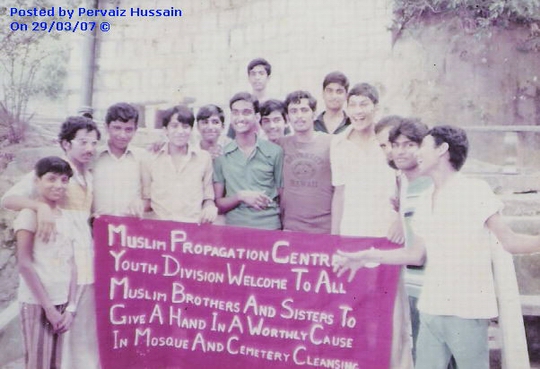 Posted by Pervaiz Hussain
On 29/03/07 ©
MUSLIM PROPAGATION CENTRE
YOUTH DIVISION WELCOME TO ALL
MUSLIM BROTHERS AND SISTERS TO
GIVE A HAND IN A WORTHLY CAUSE
IN MOSQUE AND CEMETERY CLEANSING